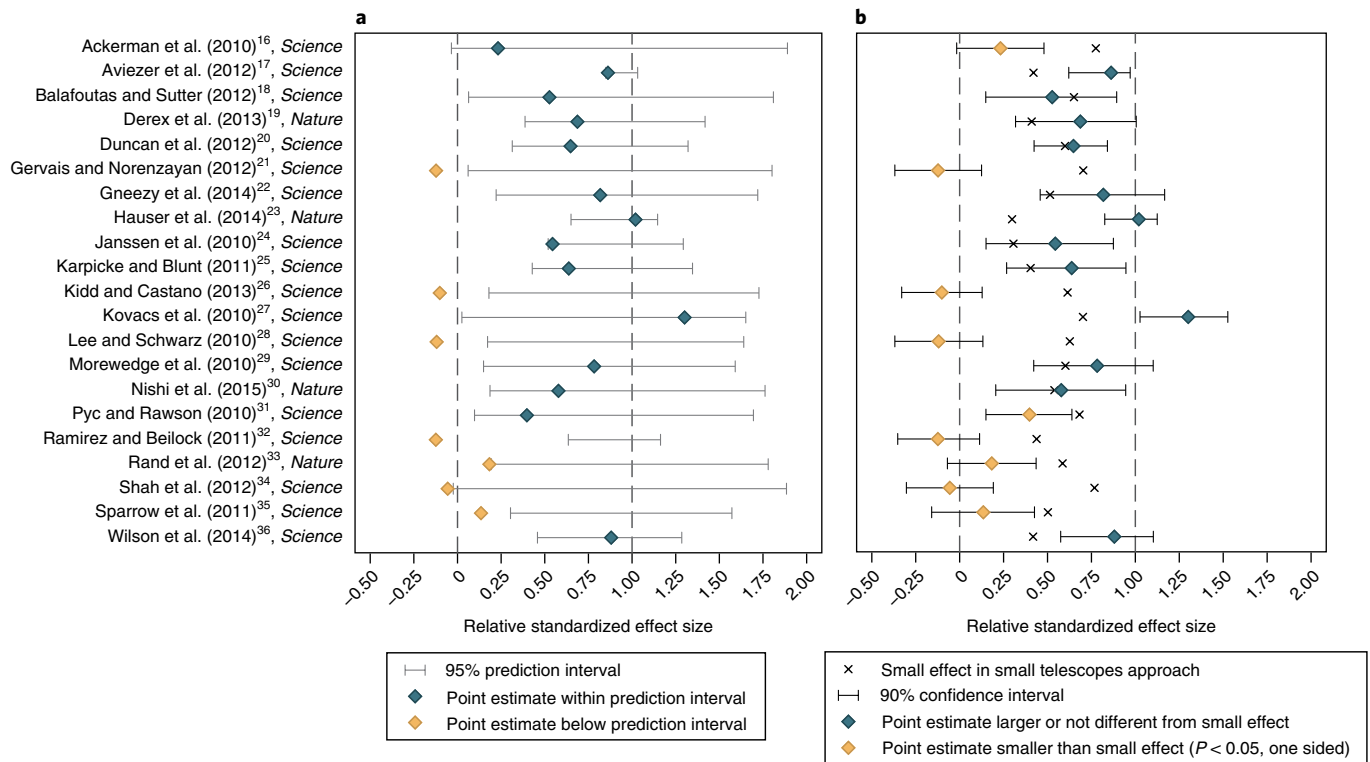 a
b
Ackerman et al. (2010)16, Science
Aviezer et al. (2012)17, Science
Balafoutas and Sutter (2012)18, Science
Derex et al. (2013)19, Nature
Duncan et al. (2012)20, Science
Gervais and Norenzayan (2012)21, Science
Gneezy et al. (2014)22, Science
Hauser et al. (2014)23, Nature
Janssen et al. (2010)24, Science
Karpicke and Blunt (2011)25, Science
Kidd and Castano (2013)26, Science
Kovacs et al. (2010)27, Science
Lee and Schwarz (2010)28, Science
Morewedge et al. (2010)29, Science
Nishi et al. (2015)30, Nature
Pyc and Rawson (2010)31, Science
Ramirez and Beilock (2011)32, Science
Rand et al. (2012)33, Nature
Shah et al. (2012)34, Science
Sparrow et al. (2011)35, Science
Wilson et al. (2014)36, Science
−0.50 −0.25 0 0.25 0.50 0.75 1.00 1.25 1.50 1.75 2.00
Relative standardized effect size
95% prediction interval
Point estimate within prediction interval
Point estimate below prediction interval
−0.50 −0.25 0 0.25 0.50 0.75 1.00 1.25 1.50 1.75 2.00
Relative standardized effect size
Small effect in small telescopes approach
90% confidence interval
Point estimate larger or not different from small effect
Point estimate smaller than small effect (P < 0.05, one sided)